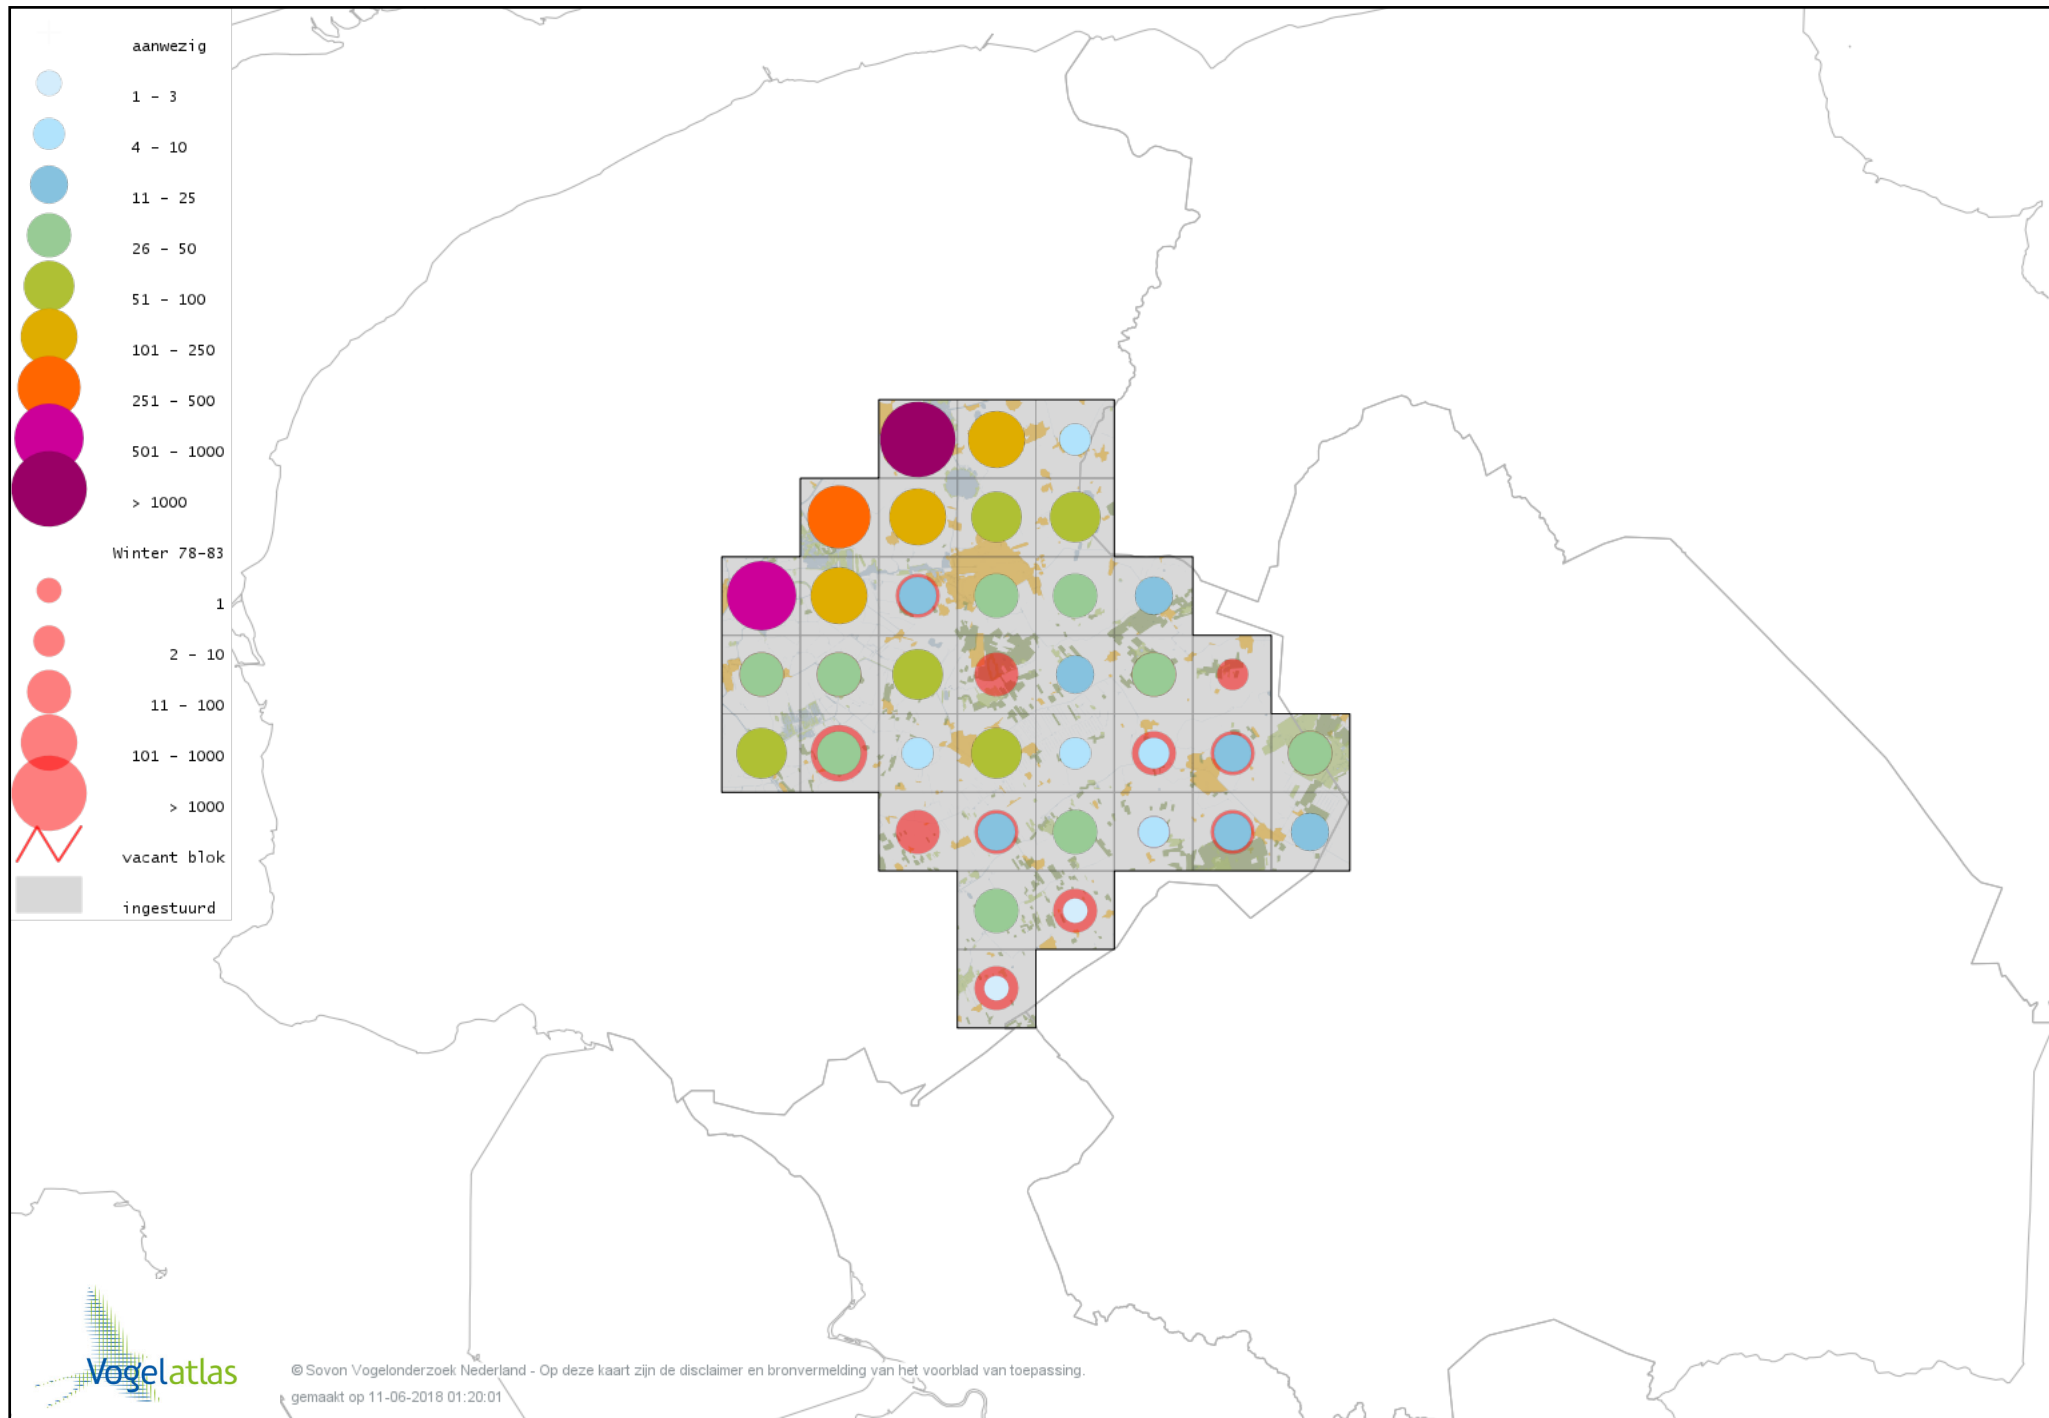 aanwezig
1 - 3
4 - 10
11 - 25
26 - 50
51 - 100
101 - 250
251 - 500
501 - 1000
> 1000
Winter 78-83
1
2 - 10
11 - 100
101 - 1000
> 1000
vacant blok
ingestuurd
Vogelatlas
© Sovon Vogelonderzoek Nederland - Op deze kaart zijn de disclaimer en bronvermelding van het voorblad van toepassing.
gemaakt op 11-06-2018 01:20:01